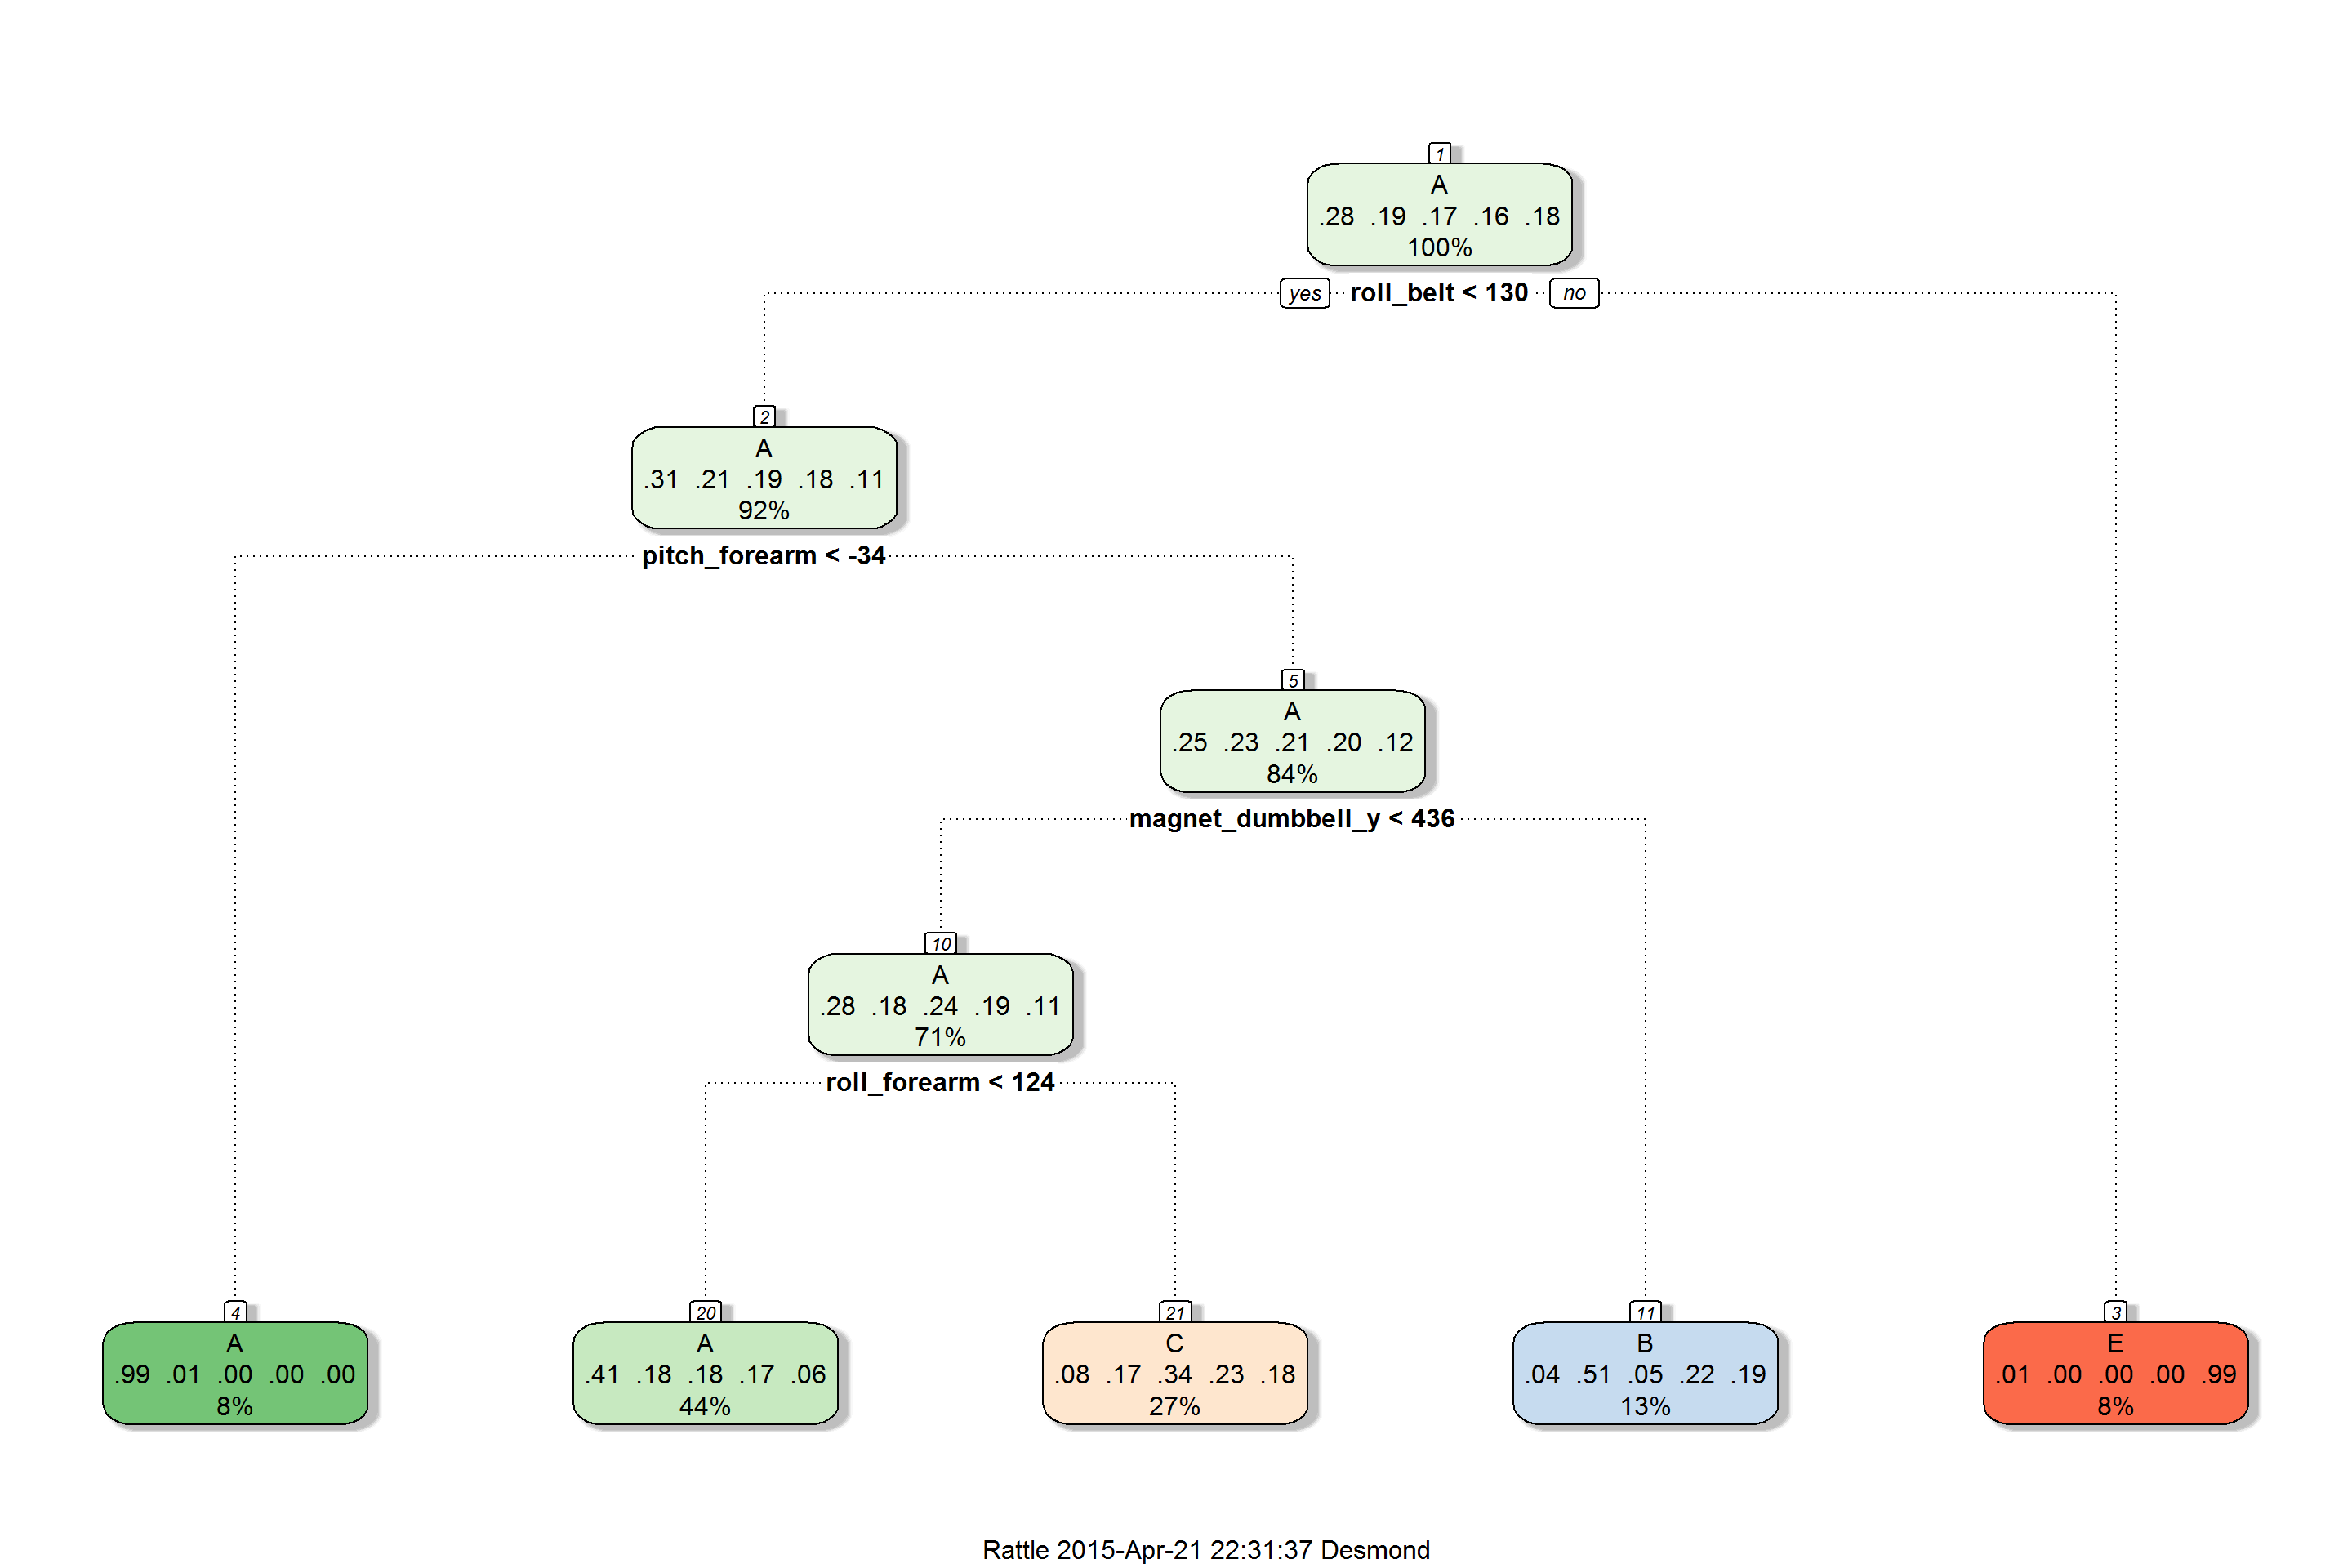 1
A
.28 .19 .17 .16 .18
100%
yes roll_belt < 130 no
2
A
.31 .21 .19 .18 .11
92%
pitch_forearm < -34
5
A
.25 .23 .21 .20 .12
84%
magnet_dumbbell_y < 436
10
A
.28 .18 .24 .19 .11
71%
roll_forearm < 124
4
A
.99 .01 .00 .00 .00
8%
20
A
.41 .18 .18 .17 .06
44%
21
C
.08 .17 .34 .23 .18
27%
11
B
.04 .51 .05 .22 .19
13%
3
E
.01 .00 .00 .00 .99
8%
Rattle 2015-Apr-21 22:31:37 Desmond